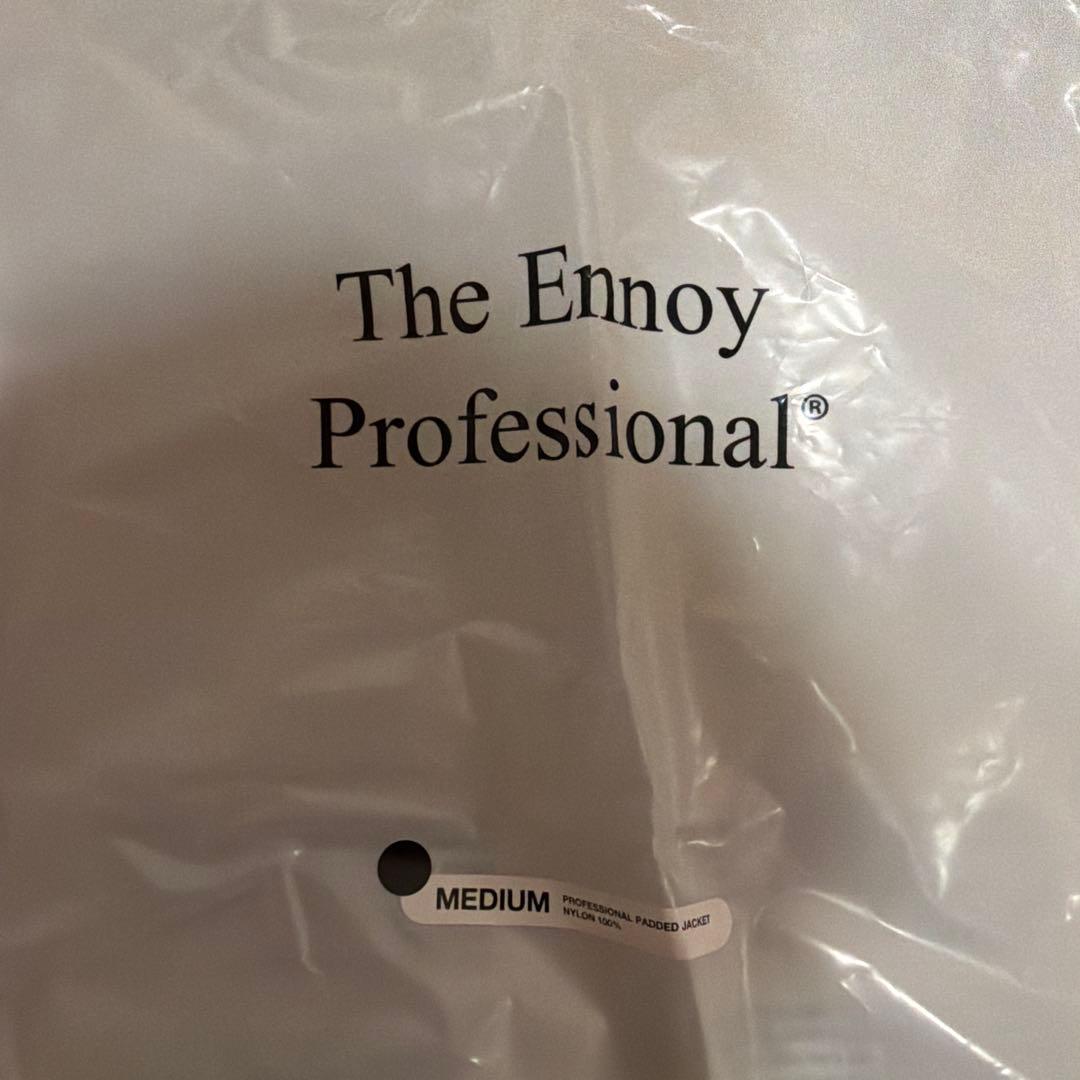 The Ennoy
Professional®
MEDIUM
PROFESSIONAL PADDED JACKET
NYLON 100%